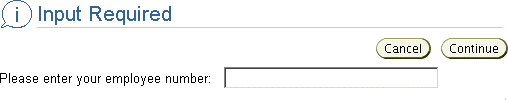 Input Required
Cancel Continue
Please enter your employee number: